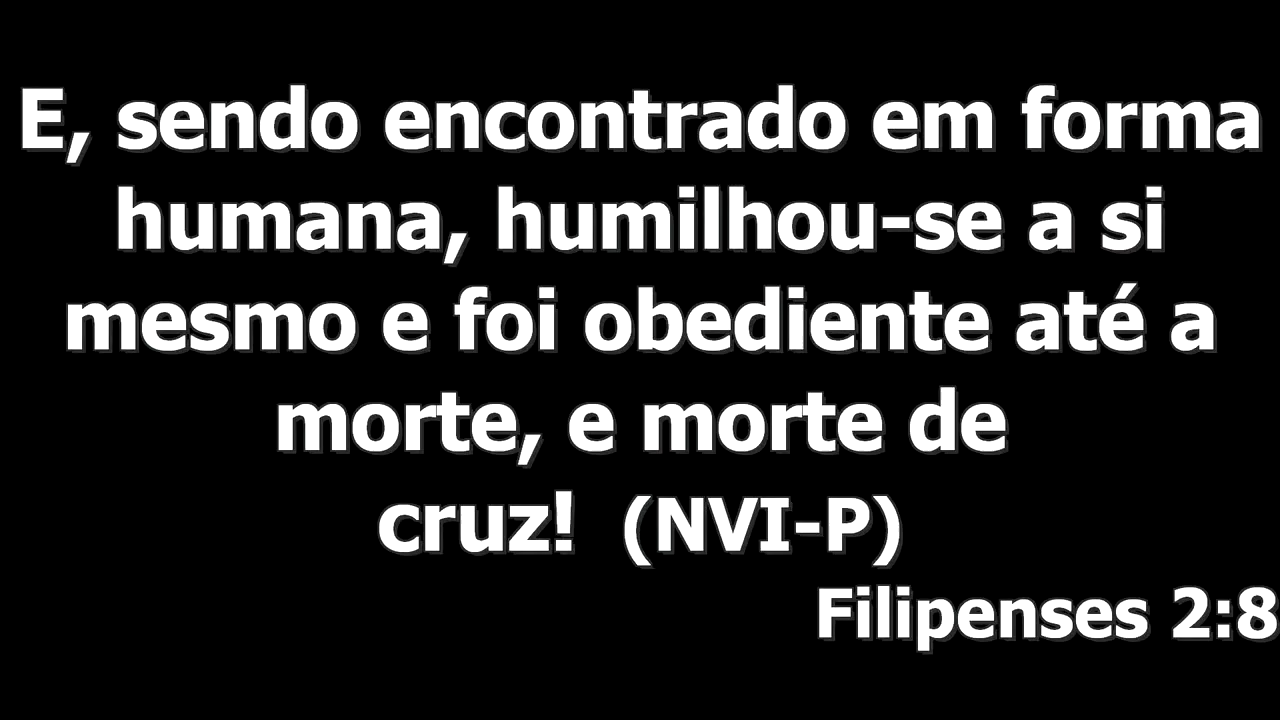 E, sendo encontrado em forma
humana, humilhou-se a si
mesmo e foi obediente até a
morte, e morte de
cruz!  (NVI-P)
Filipenses 2:8